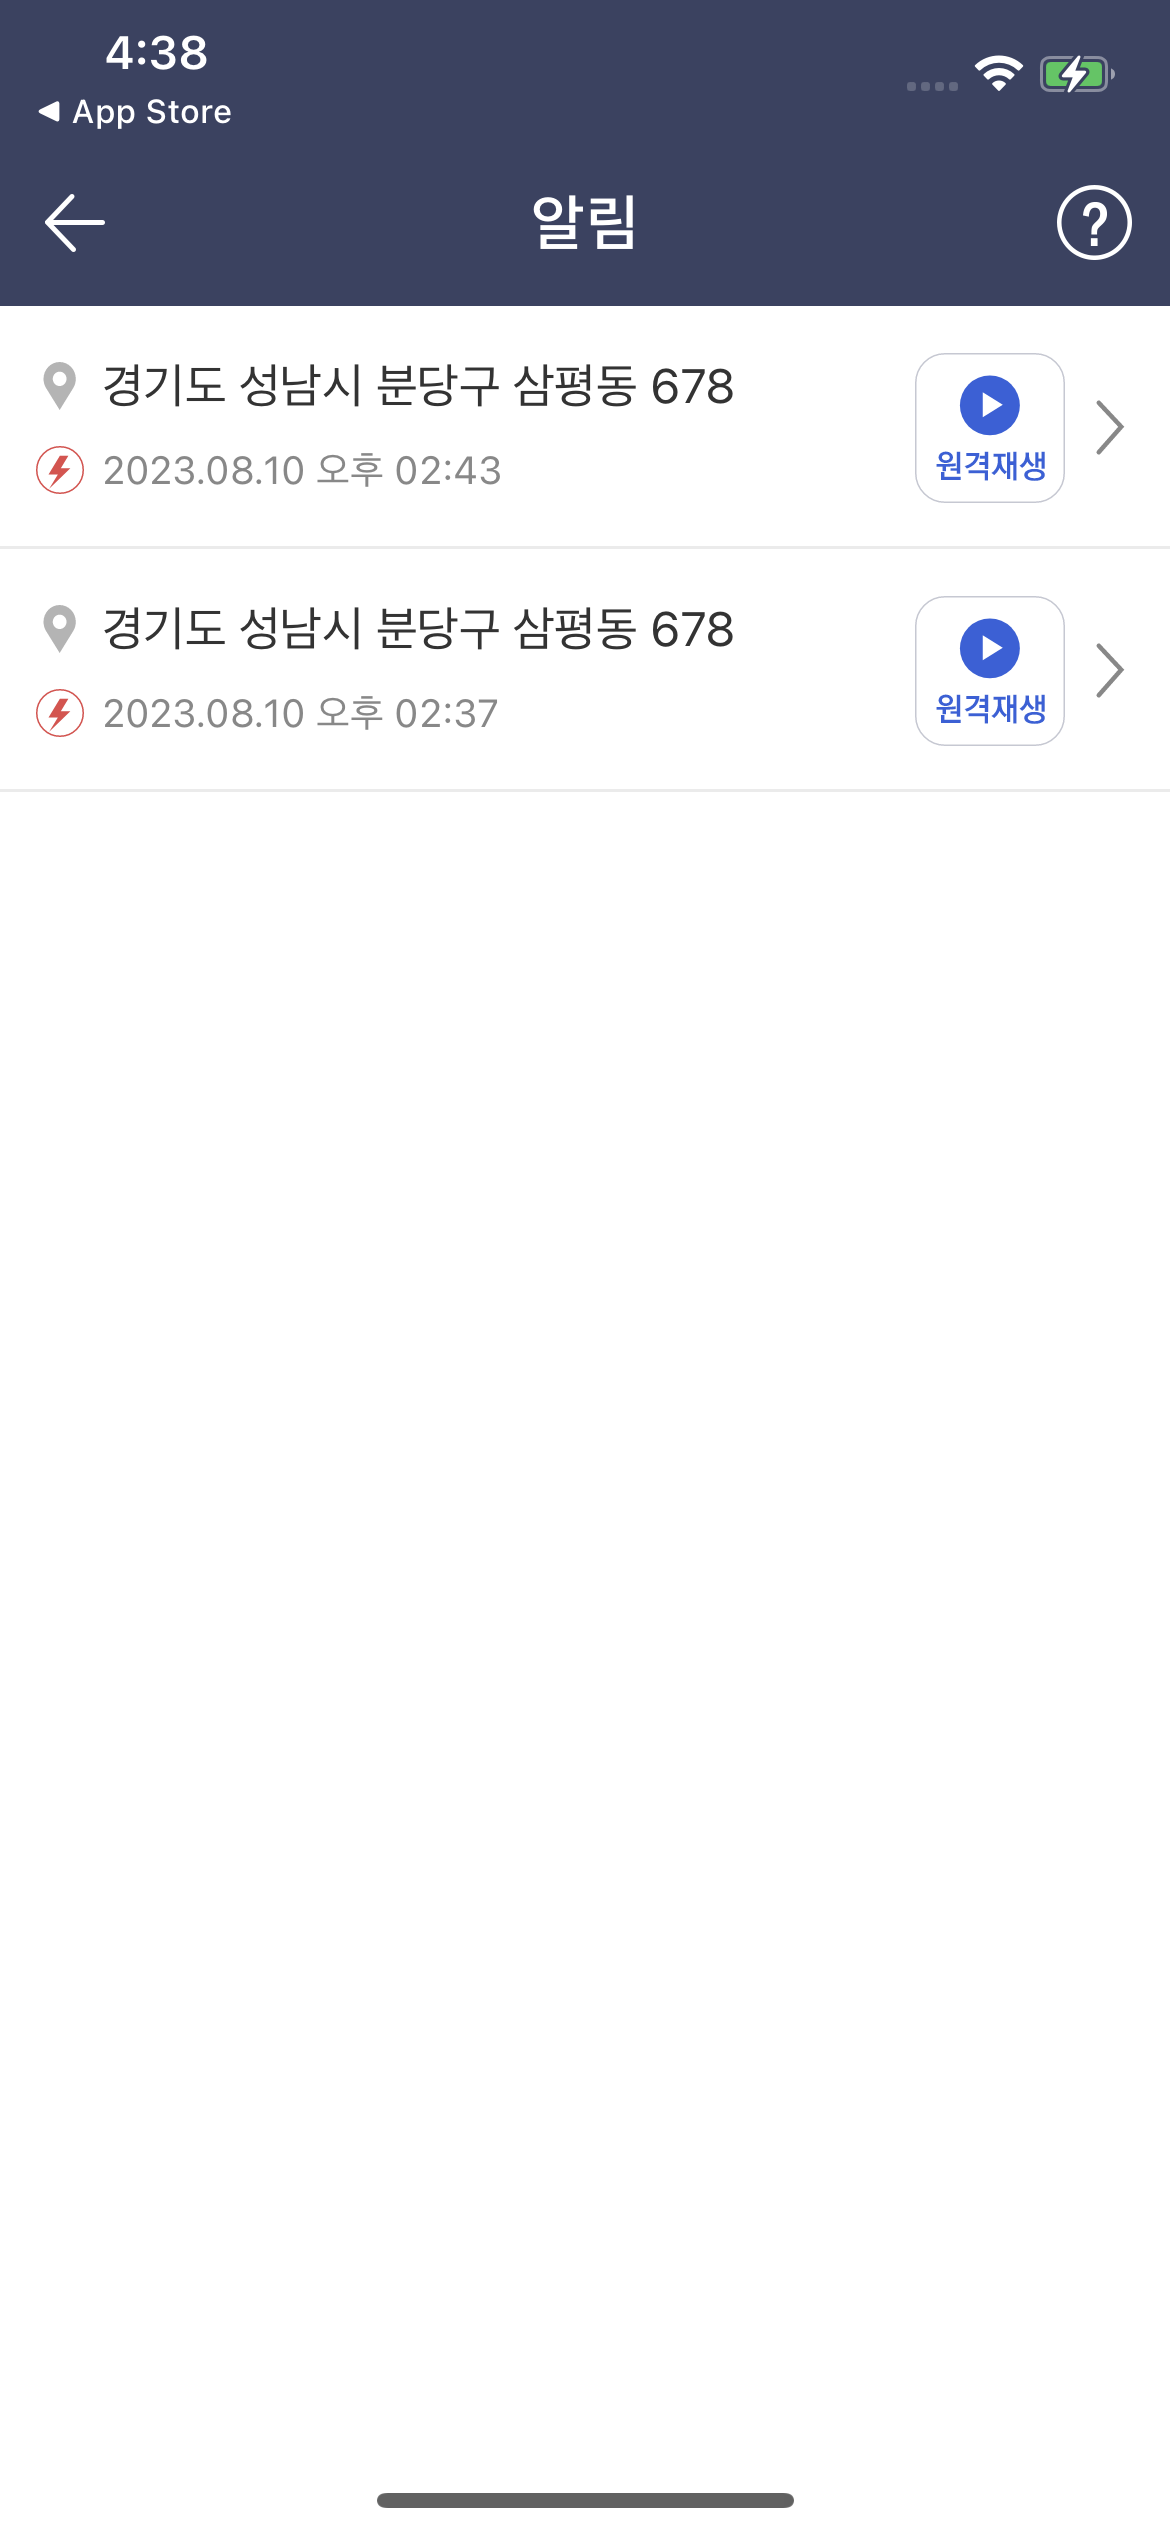 4:38
App Store
알림
?
경기도 성남시 분당구 삼평동 678
2023.08.10 오후 02:43
원격재생
경기도 성남시 분당구 삼평동 678
2023.08.10 오후 02:37
원격재생